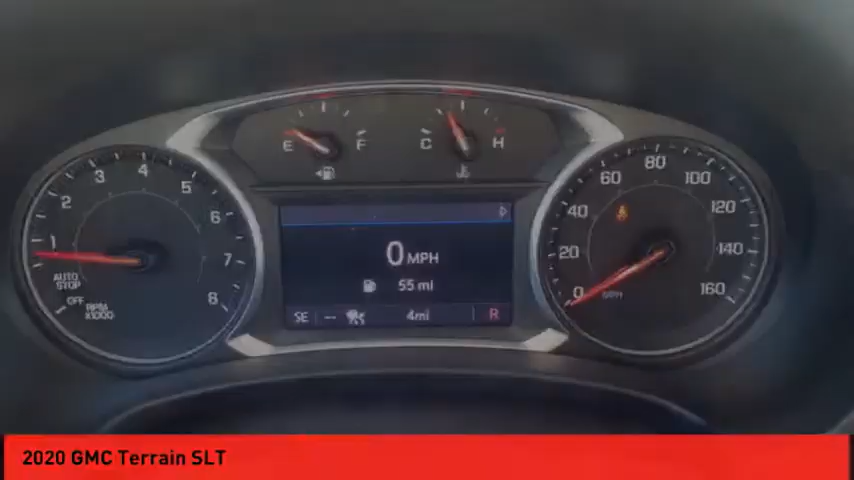 E F C H
1 2 3 4 5 6 7 8
AUTO
STOP
OFF
RPM
X1000
0 MPH
55 mi
SE -- 4mi R
0 20 40 60 80 100 120 140 160
MPH
2020 GMC Terrain SLT